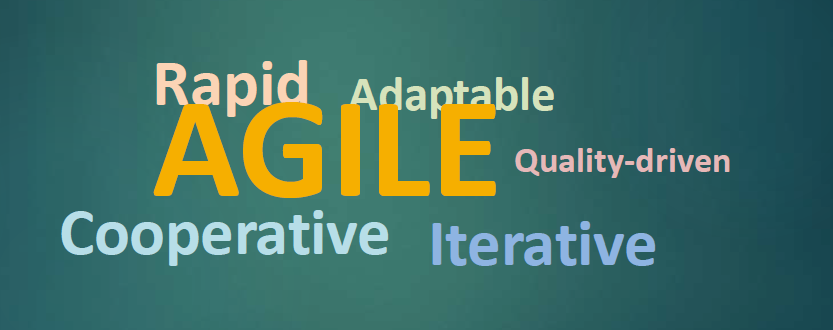 Rapid
Adaptable
AGILE
Quality-driven
Cooperative
Iterative